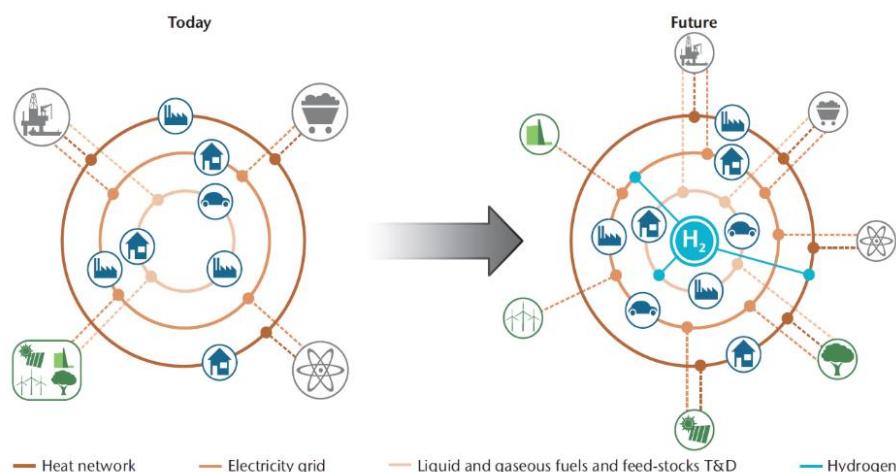 Today
Future
H₂
Heat network
Electricity grid
Liquid and gaseous fuels and feed-stocks T&D
Hydrogen